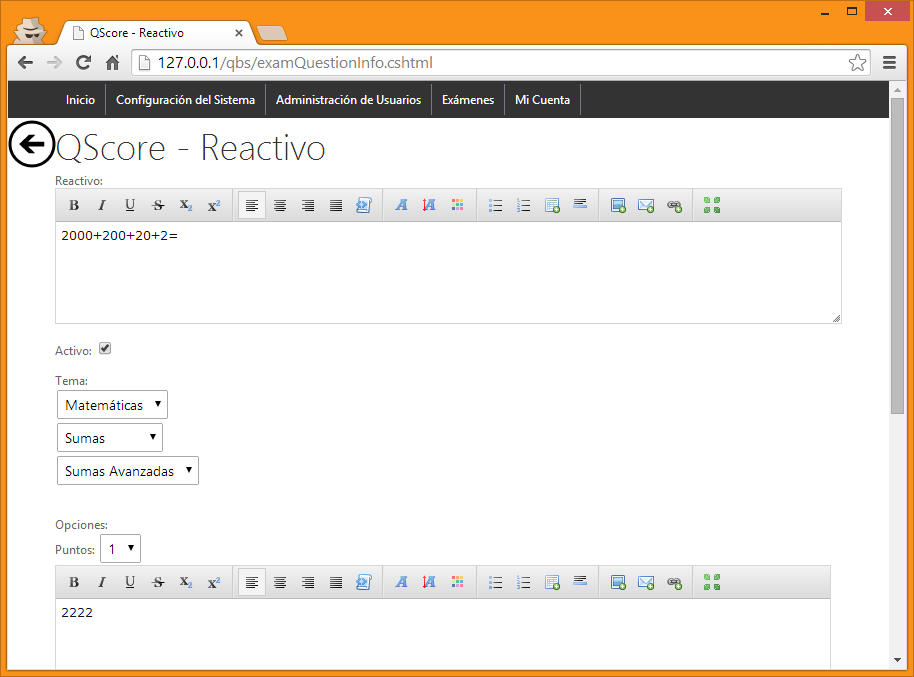 QScore - Reactivo
127.0.0.1/qbs/examQuestionInfo.cshtml
Inicio Configuración del Sistema Administración de Usuarios Exámenes Mi Cuenta
QScore - Reactivo
Reactivo:
B I U S X₂ X²
2000+200+20+2=
Activo:
Tema:
Matemáticas
Sumas
Sumas Avanzadas
Opciones:
Puntos: 1
B I U S X₂ X²
2222